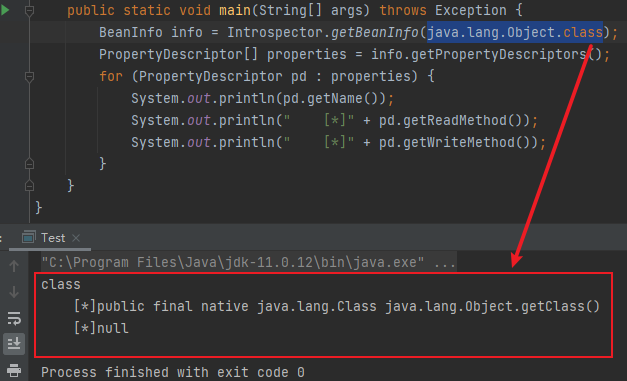 public static void main(String[] args) throws Exception {
BeanInfo info = Introspector.getBeanInfo(java.lang.Object.class);
PropertyDescriptor[] properties = info.getPropertyDescriptors();
for (PropertyDescriptor pd : properties) {
System.out.println(pd.getName());
System.out.println("    [*]" + pd.getReadMethod());
System.out.println("    [*]" + pd.getWriteMethod());
}
}
}
: Test ×
"C:\Program Files\Java\jdk-11.0.12\bin\java.exe" ...
class
[*]public final native java.lang.Class java.lang.Object.getClass()
[*]null
Process finished with exit code 0